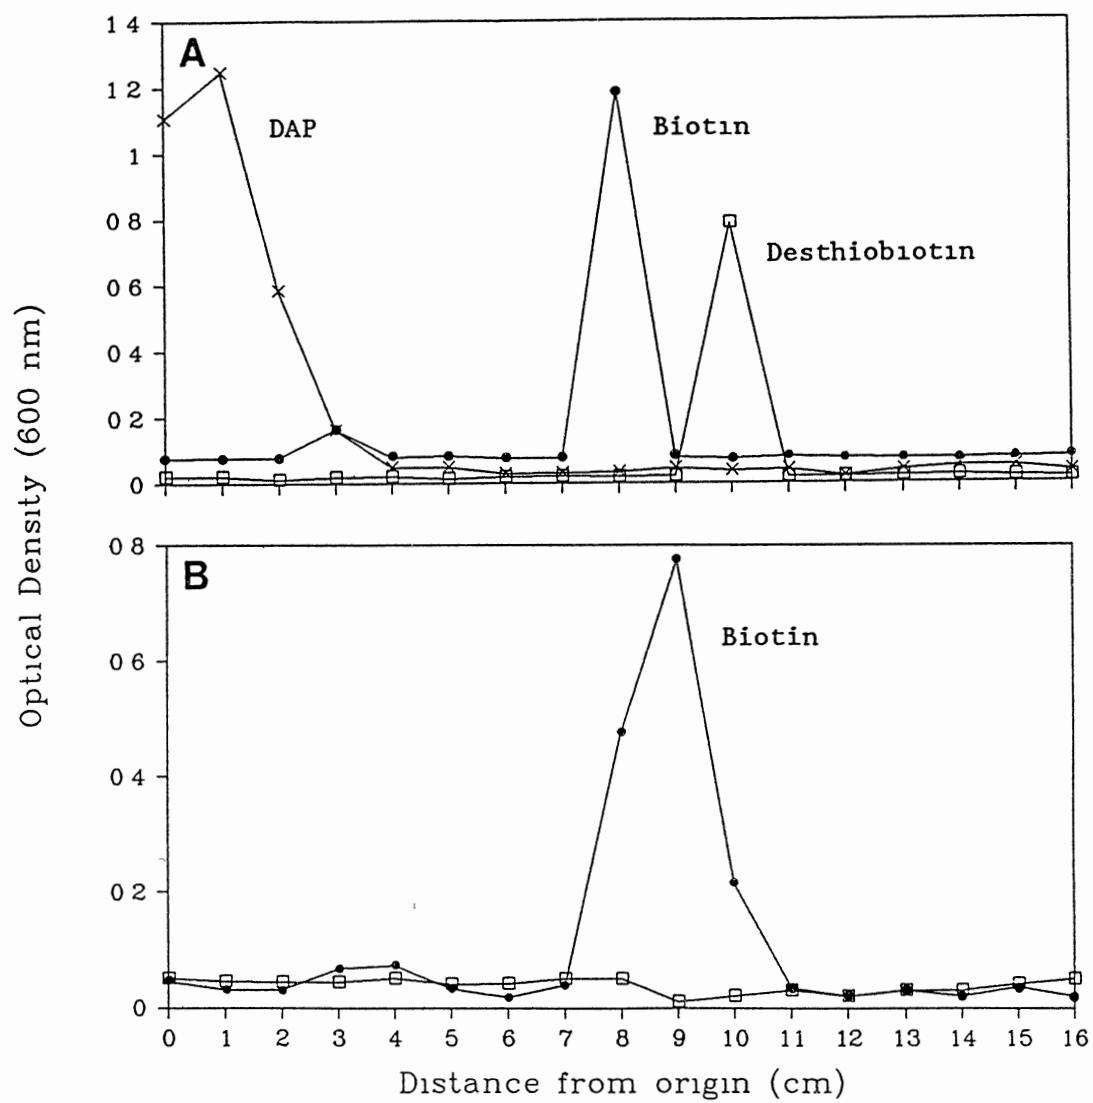 Optical Density (600 nm)
A
1 4
1 2
1
0 8
0 6
0 4
0 2
0
DAP
Biotın
Desthiobıotın
B
0 8
0 6
0 4
0 2
0
Biotin
0 1 2 3 4 5 6 7 8 9 10 11 12 13 14 15 16
Distance from origin (cm)